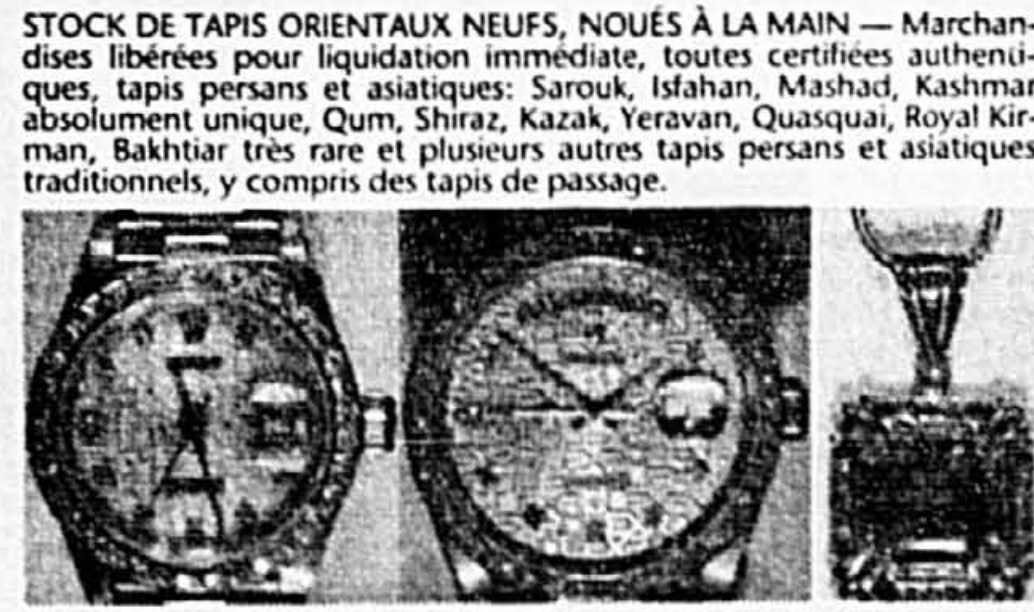 STOCK DE TAPIS ORIENTAUX NEUFS, NOUÉS À LA MAIN — Marchan-
dises libérées pour liquidation immédiate, toutes certifiées authenti-
ques, tapis persans et asiatiques: Sarouk, Isfahan, Mashad, Kashmar
absolument unique, Qum, Shiraz, Kazak, Yeravan, Quasquai, Royal Kir-
man, Bakhtiar très rare et plusieurs autres tapis persans et asiatiques
traditionnels, y compris des tapis de passage.